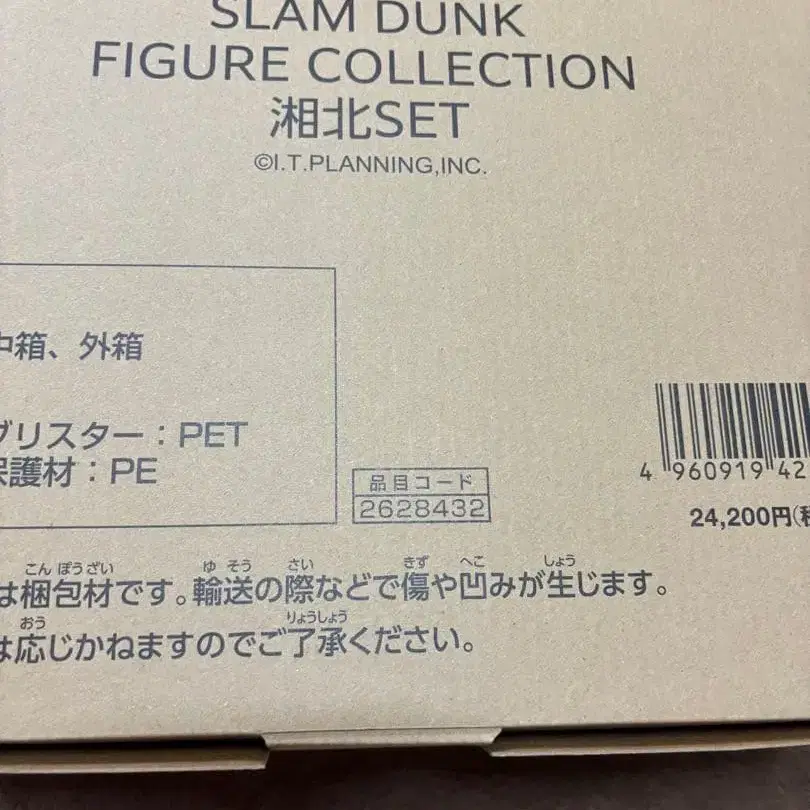 SLAM DUNK
FIGURE COLLECTION
湘北SET
©I.T.PLANNING,INC.
中箱、外箱
ブリスター：PET
保護材：PE
品目コード
2628432
4 960919 42
24,200円(税
こん ぽうざい ゆ そう さい きず へこ しょう
は梱包材です。輸送の際などで傷や凹みが生じます。
おう りょうしょう
は応じかねますのでご了承ください。